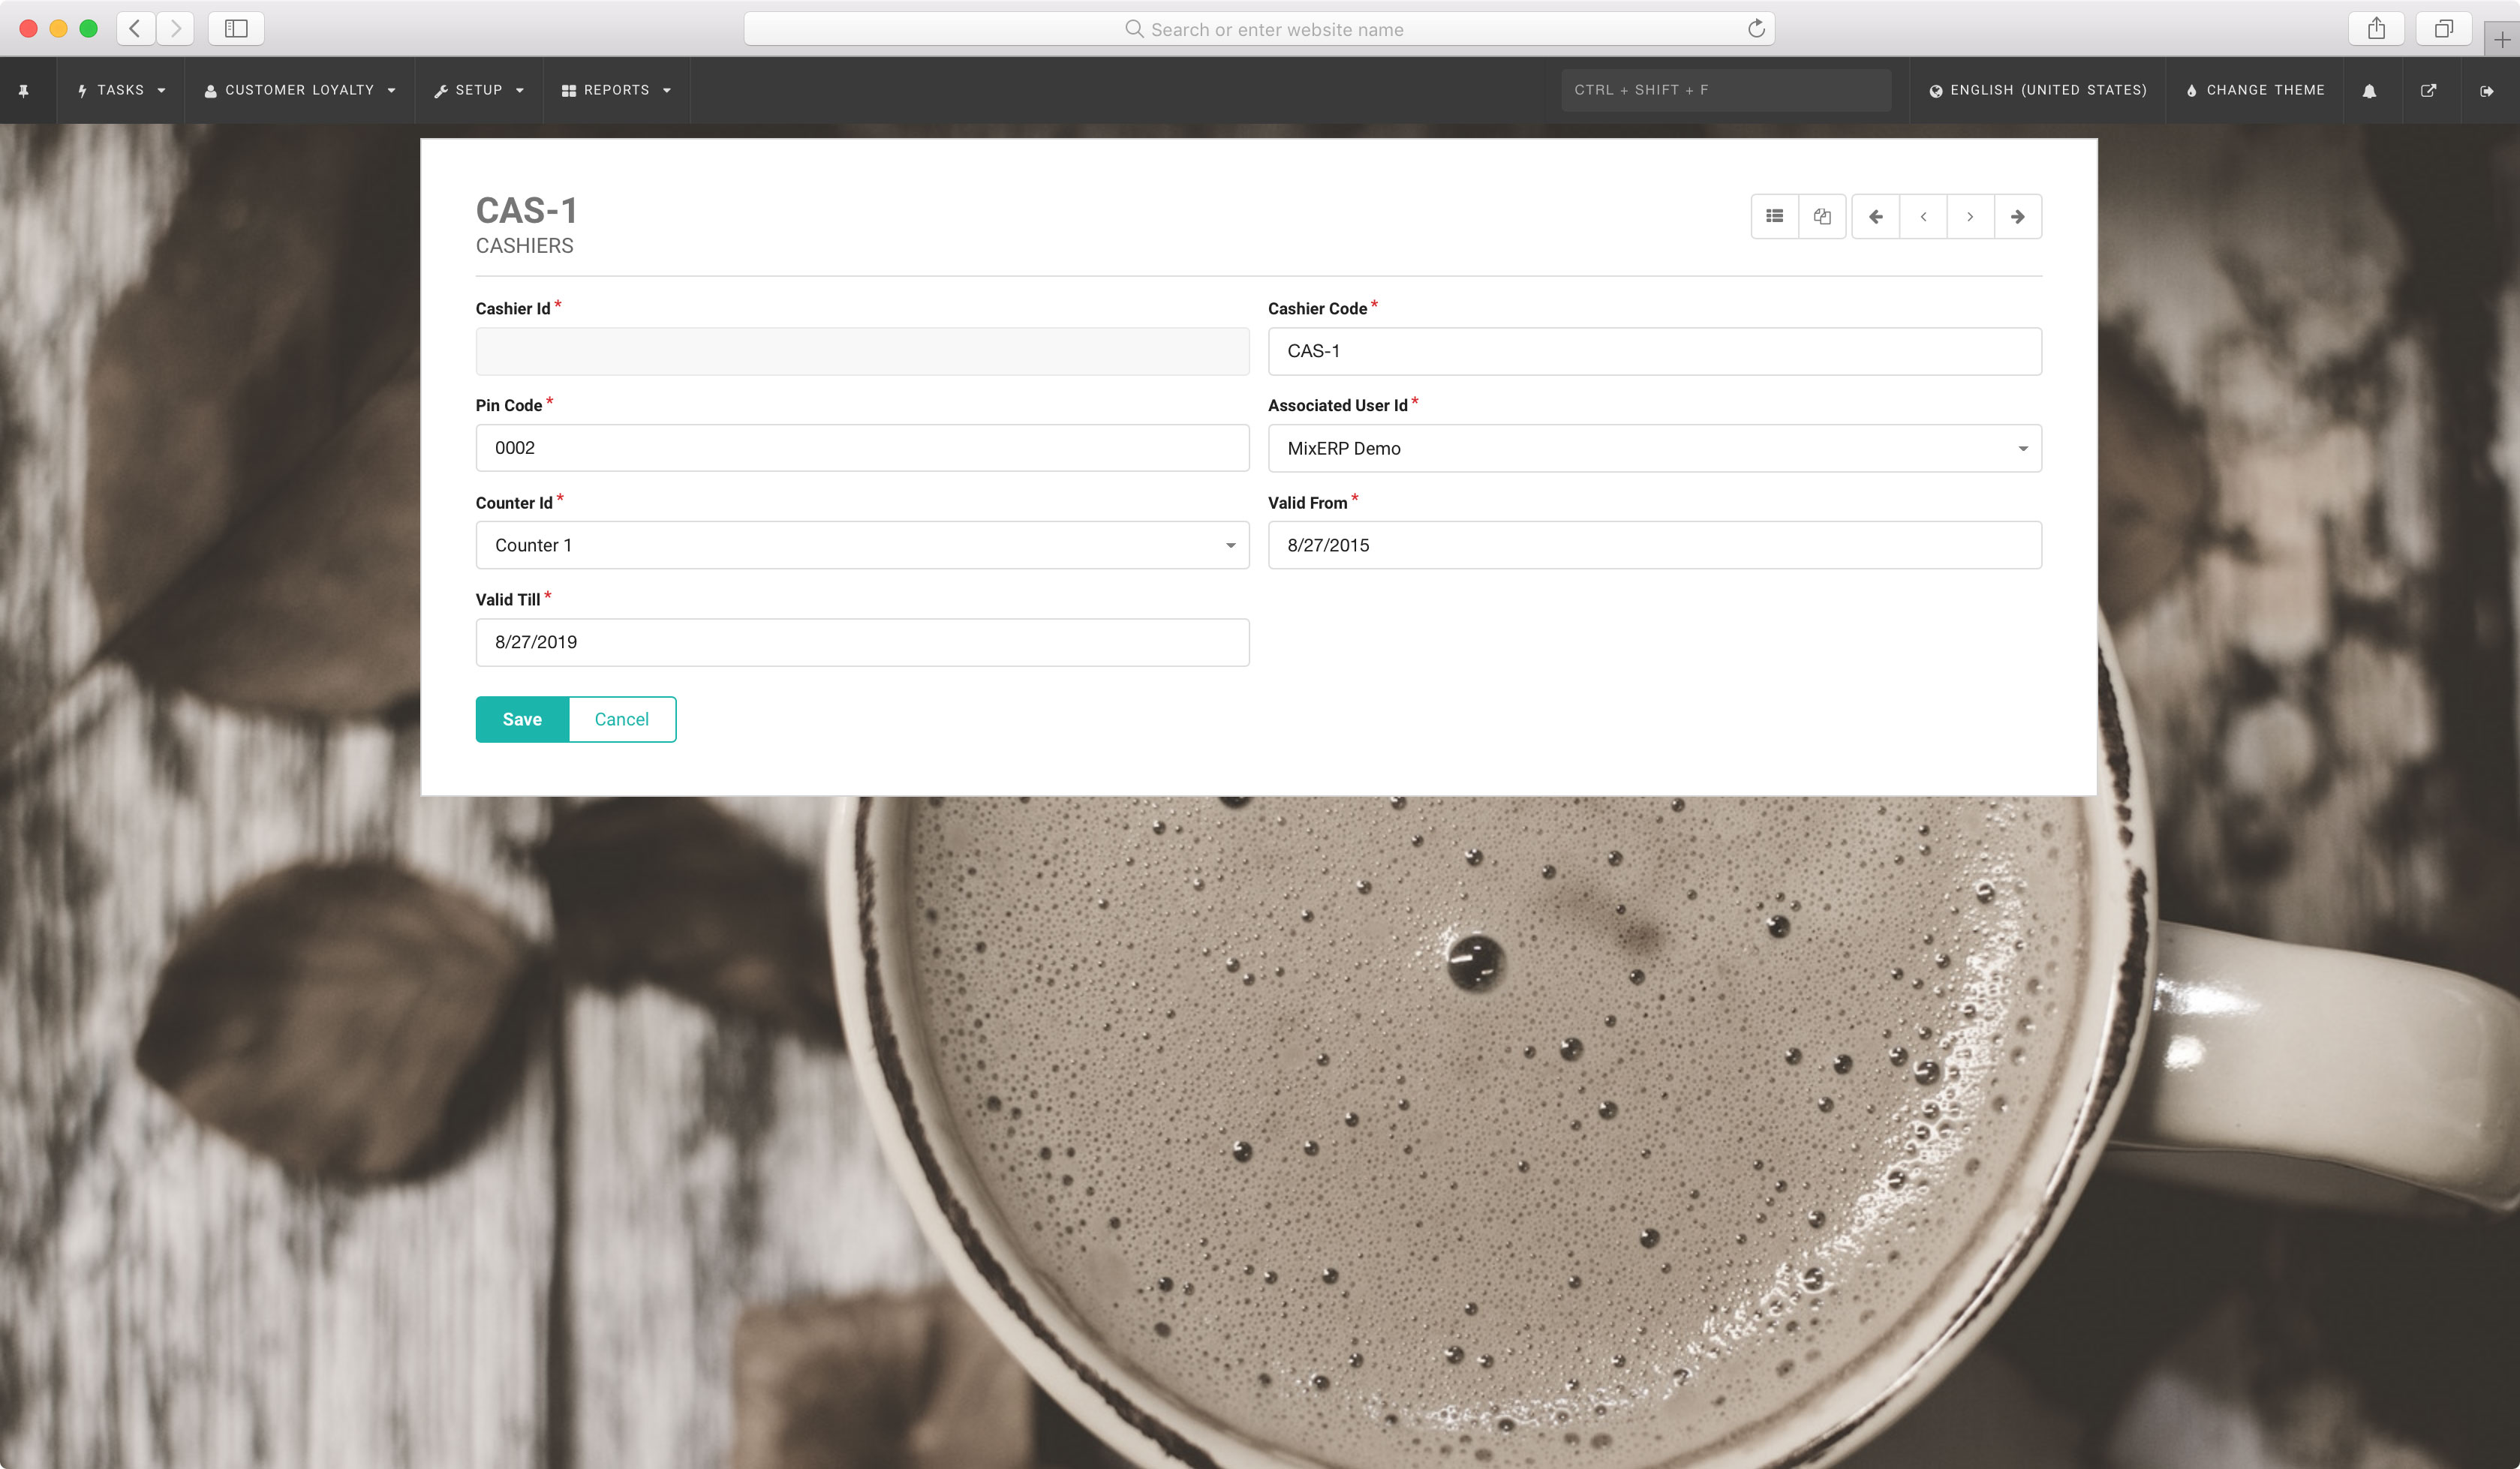 Search or enter website name
TASKS CUSTOMER LOYALTY SETUP REPORTS CTRL + SHIFT + F ENGLISH (UNITED STATES) CHANGE THEME
CAS-1
CASHIERS
Cashier Id *
Cashier Code *
CAS-1
Pin Code *
Associated User Id *
0002
MixERP Demo
Counter Id *
Valid From *
Counter 1
8/27/2015
Valid Till *
8/27/2019
Save Cancel